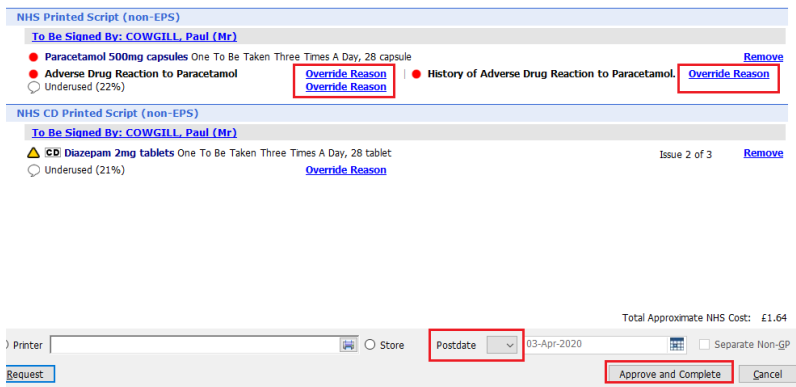 NHS Printed Script (non-EPS)
To Be Signed By: COWGILL, Paul (Mr)
Paracetamol 500mg capsules One To Be Taken Three Times A Day, 28 capsule Remove
Adverse Drug Reaction to Paracetamol Override Reason | History of Adverse Drug Reaction to Paracetamol. Override Reason
Underused (22%) Override Reason
NHS CD Printed Script (non-EPS)
To Be Signed By: COWGILL, Paul (Mr)
CD Diazepam 2mg tablets One To Be Taken Three Times A Day, 28 tablet Issue 2 of 3 Remove
Underused (21%) Override Reason
Total Approximate NHS Cost: £1.64
Printer Store Postdate 03-Apr-2020 Separate Non-GP
Request Approve and Complete Cancel